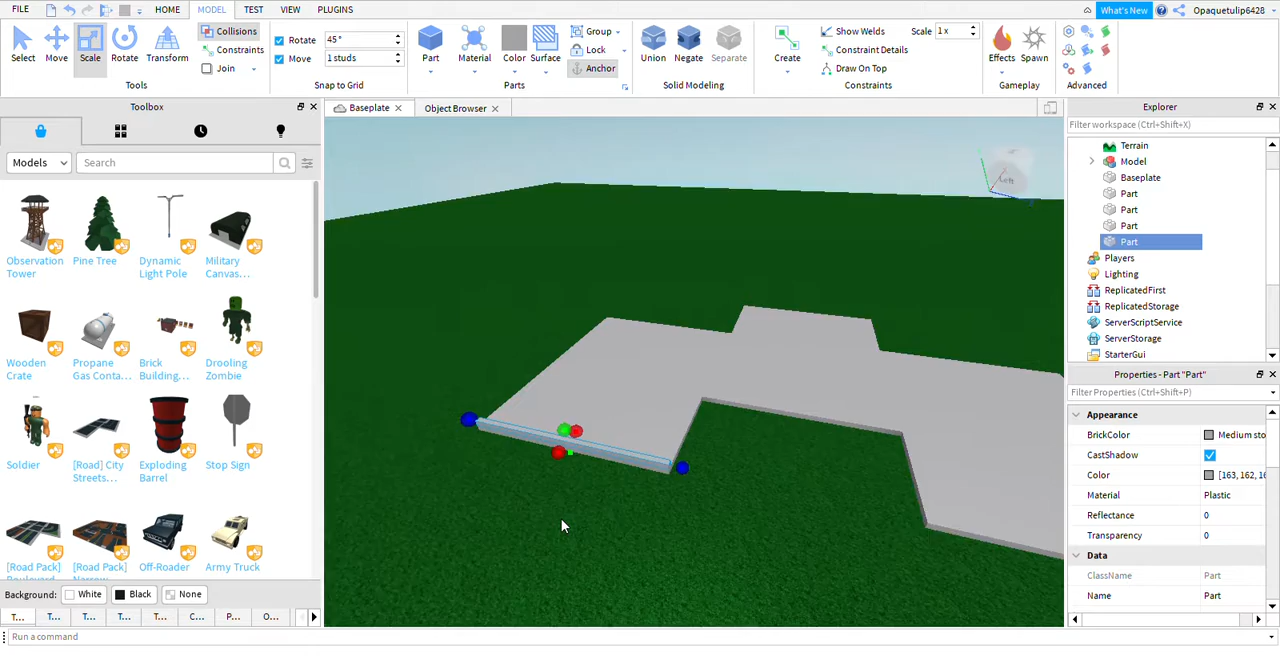 FILE HOME MODEL TEST VIEW PLUGINS What's New Opaquetulip6428
Select Move Scale Rotate Transform
Collisions
Constraints
Join
Tools
Rotate 45°
Move 1 studs
Snap to Grid
Part Material Color Surface
Group
Lock
Anchor
Parts
Union Negate Separate
Solid Modeling
Create
Show Welds Scale 1 x
Constraint Details
Draw On Top
Constraints
Effects Spawn
Gameplay
Advanced
Toolbox
Models Search
Observation Tower
Pine Tree
Dynamic Light Pole
Military Canvas...
Wooden Crate
Propane Gas Conta...
Brick Building...
Drooling Zombie
Soldier
[Road] City Streets...
Exploding Barrel
Stop Sign
[Road Pack]
[Road Pack]
Off-Roader
Army Truck
Background: White Black None
T... T... T... T... T... C... P... O...
Run a command
Baseplate Object Browser
Left
Explorer
Filter workspace (Ctrl+Shift+X)
Terrain
Model
Baseplate
Part
Part
Part
Part
Players
Lighting
ReplicatedFirst
ReplicatedStorage
ServerScriptService
ServerStorage
StarterGui
Properties - Part "Part"
Filter Properties (Ctrl+Shift+P)
Appearance
BrickColor Medium sto
CastShadow
Color [163, 162, 16
Material Plastic
Reflectance 0
Transparency 0
Data
ClassName Part
Name Part